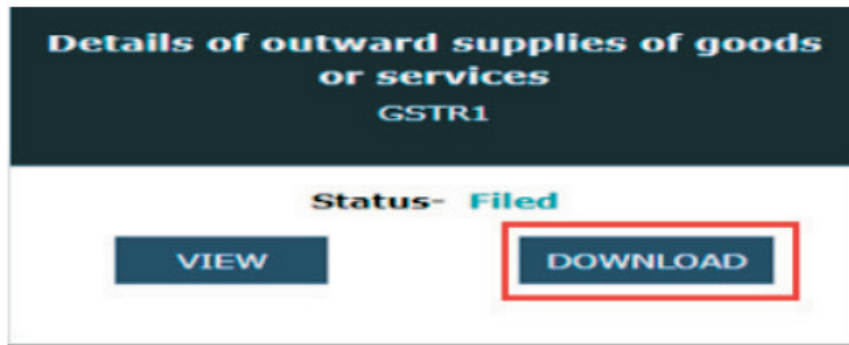 Details of outward supplies of goods
or services
GSTR1
Status- Filed
VIEW DOWNLOAD